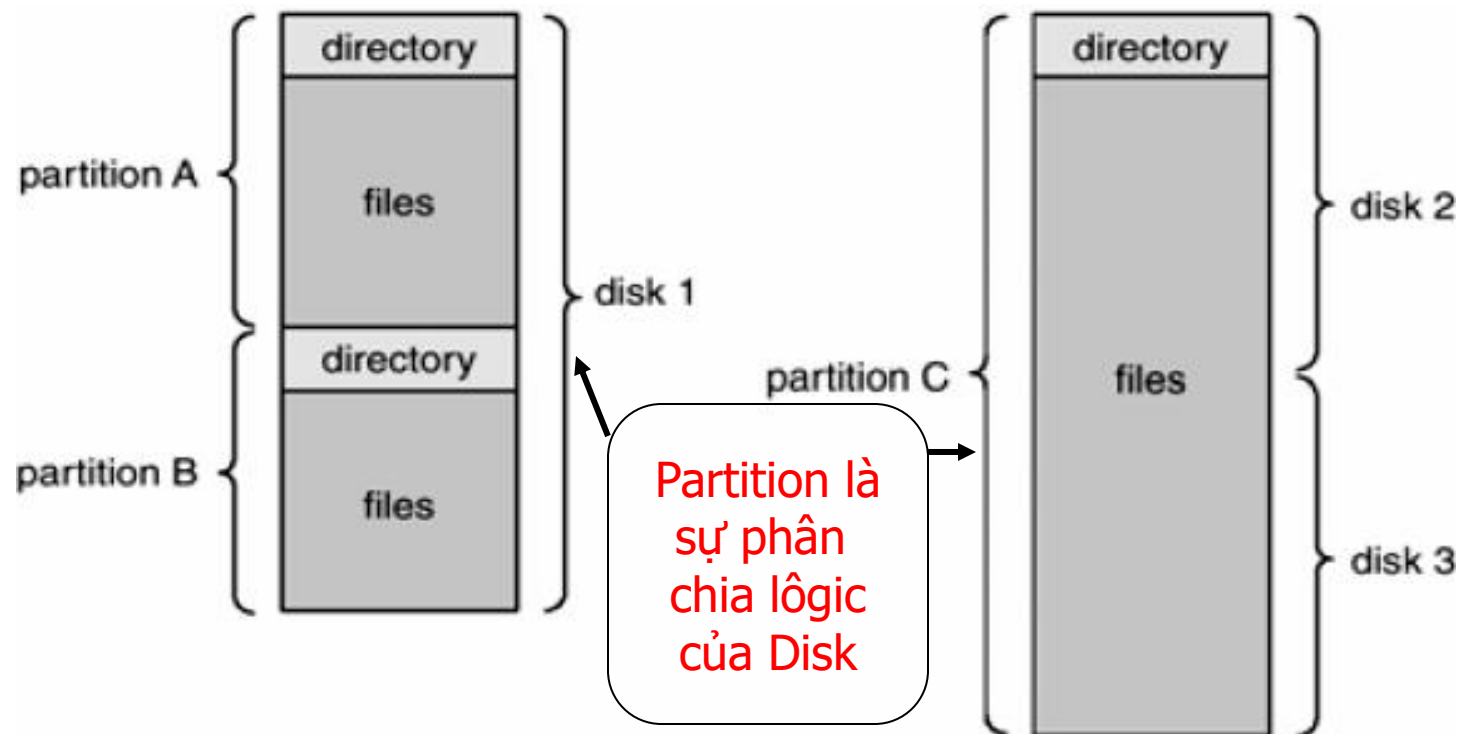 directory
partition A
files
disk 1
directory
partition B
files
Partition là
sự phân
chia lôgic
của Disk
directory
disk 2
partition C
files
disk 3